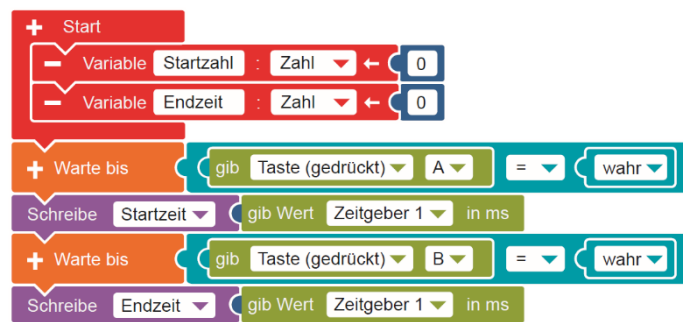 + Start
− Variable Startzahl : Zahl ← 0
− Variable Endzeit : Zahl ← 0
+ Warte bis gib Taste (gedrückt) A = wahr
Schreibe Startzeit gib Wert Zeitgeber 1 in ms
+ Warte bis gib Taste (gedrückt) B = wahr
Schreibe Endzeit gib Wert Zeitgeber 1 in ms